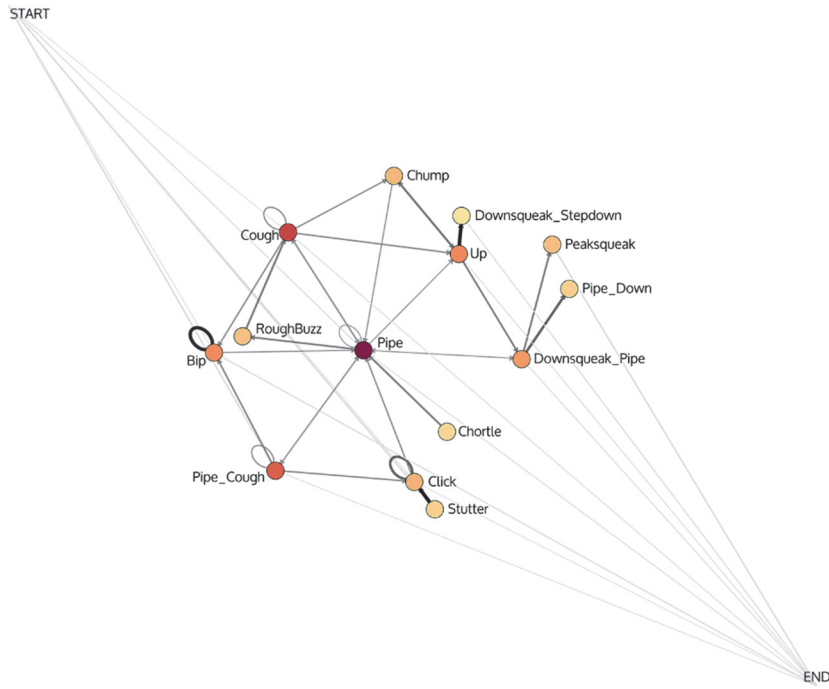 START
Chump
Downsqueak_Stepdown
Cough
Peaksqueak
Up
Pipe_Down
RoughBuzz
Pipe
Bip
Downsqueak_Pipe
Chortle
Pipe_Cough
Click
Stutter
END